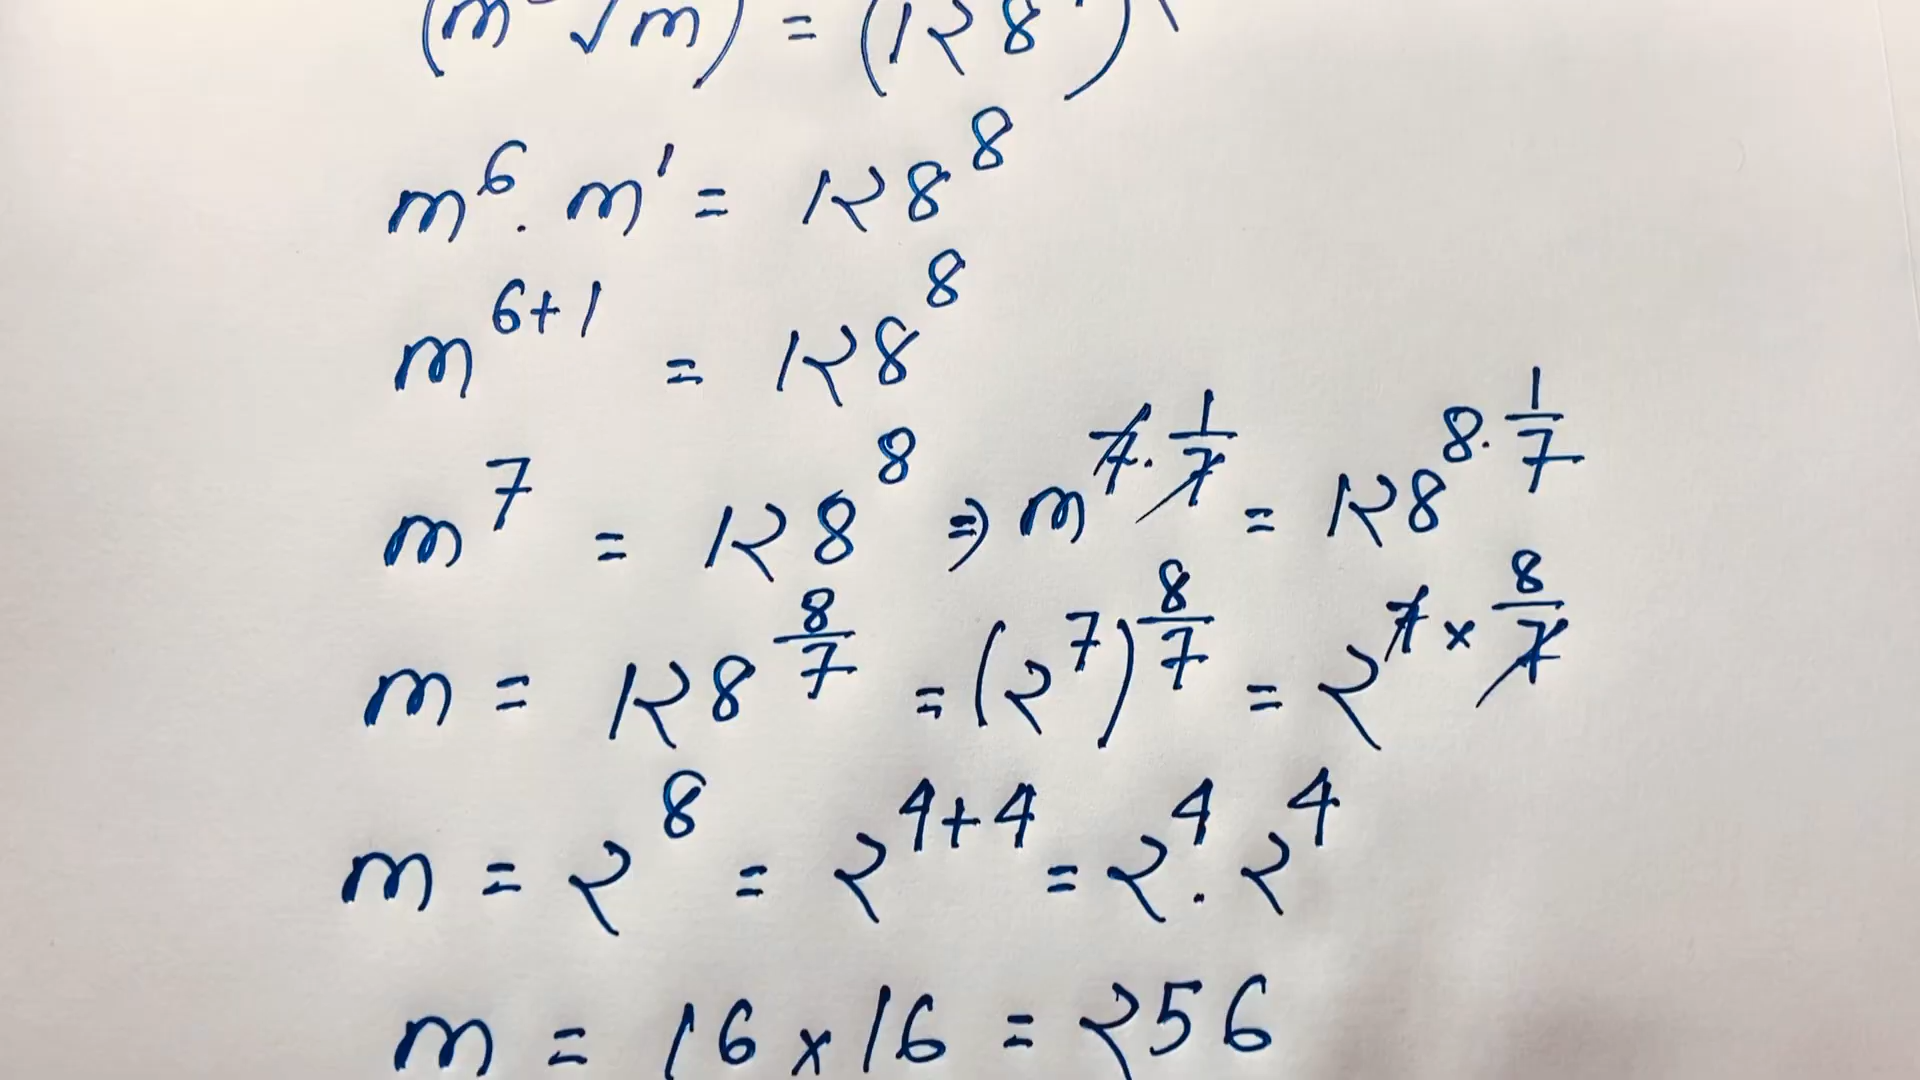 (m √m) = (128
m⁶ . m¹ = 128⁸
m⁶⁺¹ = 128⁸
m⁷ = 128⁸ ⇒ m^(7·1/7) = 128^(8·1/7)
m = 128^(8/7) = (2⁷)^(8/7) = 2^(7×8/7)
m = 2⁸ = 2⁴⁺⁴ = 2⁴ . 2⁴
m = 16 × 16 = 256